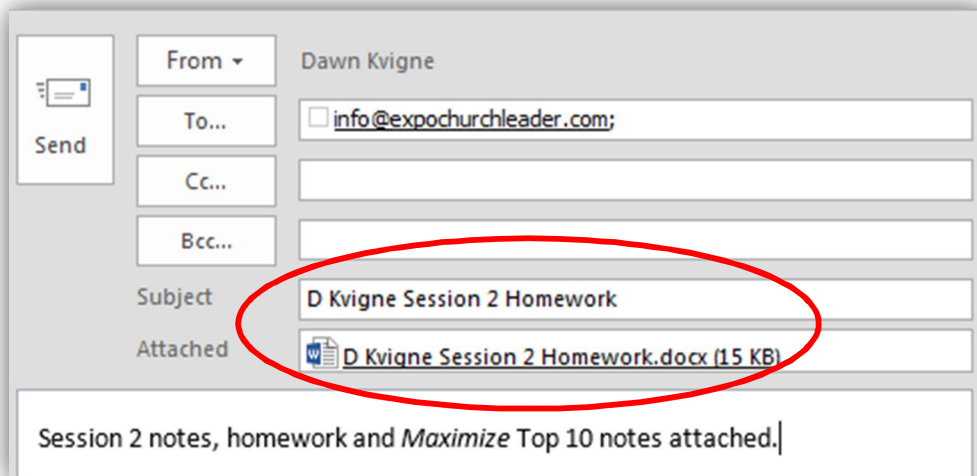 From
Dawn Kvigne
Send
To...
info@expochurchleader.com;
Cc...
Bcc...
Subject
D Kvigne Session 2 Homework
Attached
D Kvigne Session 2 Homework.docx (15 KB)
Session 2 notes, homework and Maximize Top 10 notes attached.